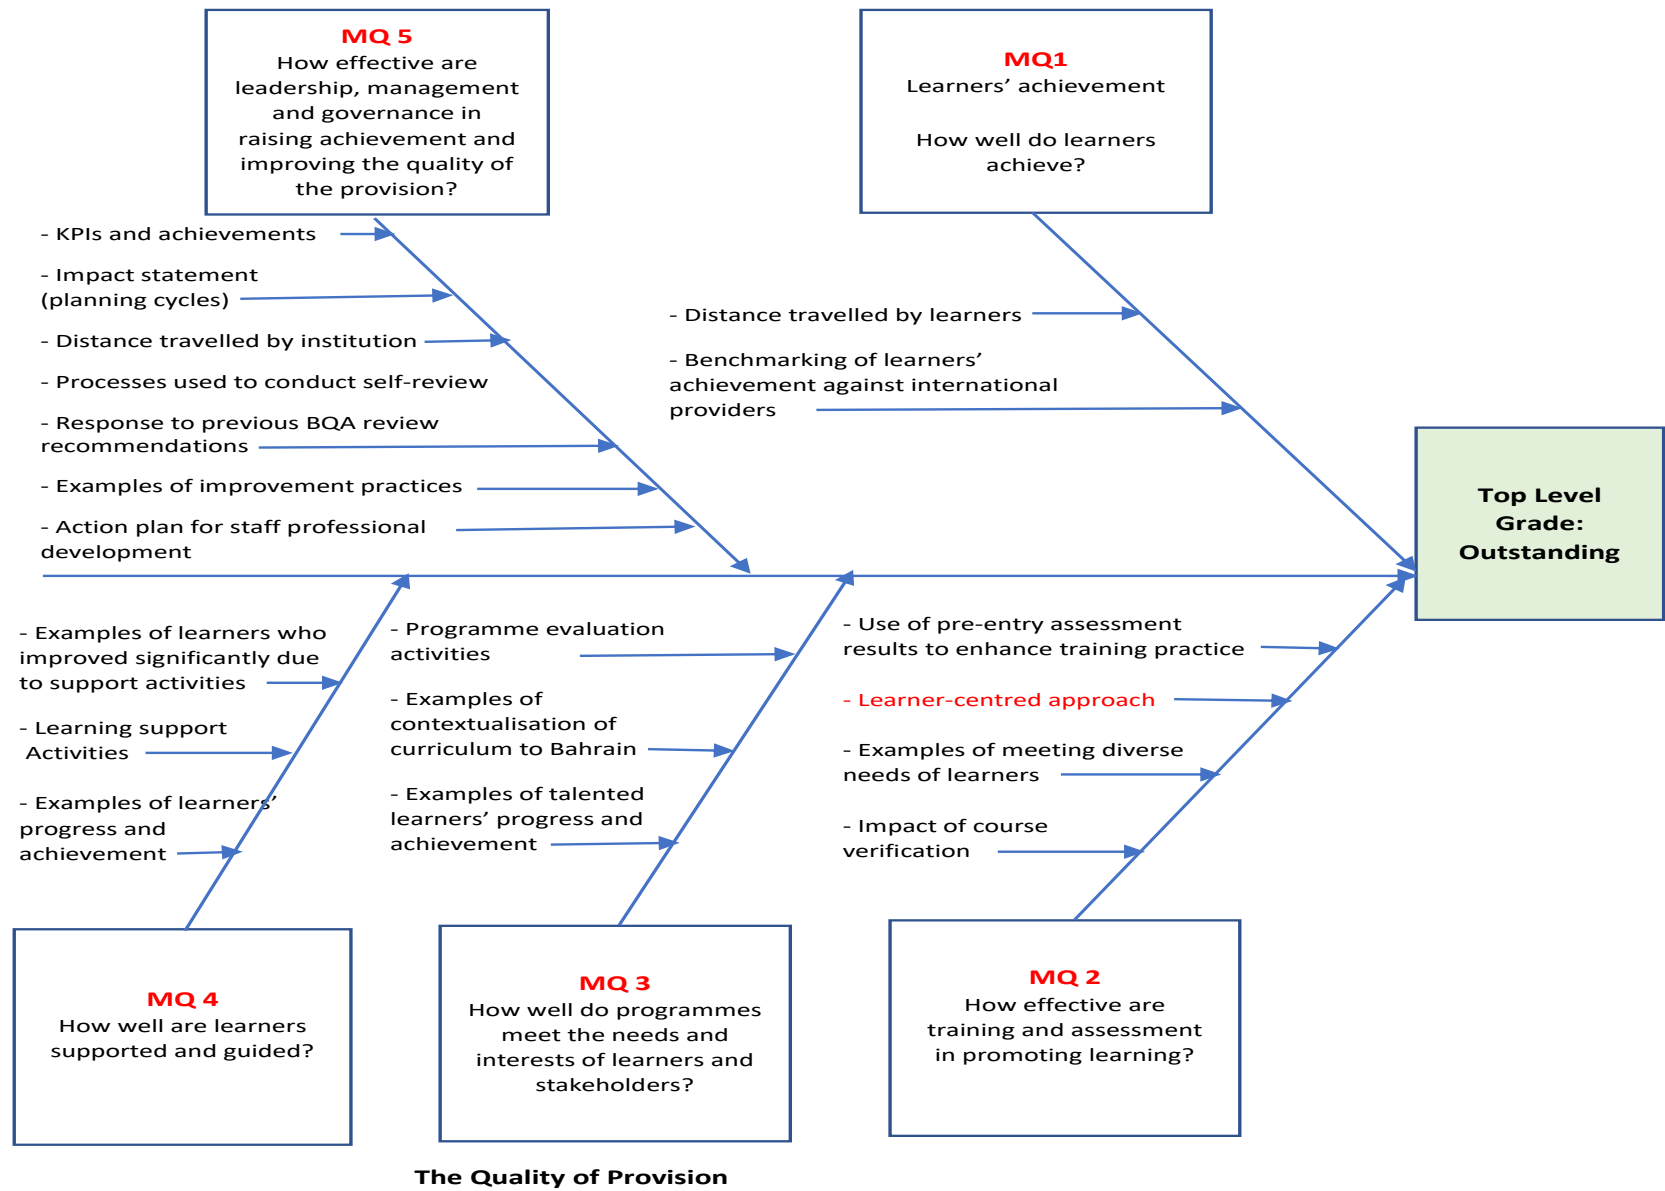 MQ 5
How effective are
leadership, management
and governance in
raising achievement and
improving the quality of
the provision?
MQ1
Learners’ achievement
How well do learners
achieve?
- KPIs and achievements
- Impact statement
(planning cycles)
- Distance travelled by institution
- Processes used to conduct self-review
- Response to previous BQA review
recommendations
- Examples of improvement practices
- Action plan for staff professional
development
- Distance travelled by learners
- Benchmarking of learners’
achievement against international
providers
Top Level
Grade:
Outstanding
- Examples of learners who
improved significantly due
to support activities
- Learning support
Activities
- Examples of learners’
progress and
achievement
- Programme evaluation
activities
- Examples of
contextualisation of
curriculum to Bahrain
- Examples of talented
learners’ progress and
achievement
- Use of pre-entry assessment
results to enhance training practice
- Learner-centred approach
- Examples of meeting diverse
needs of learners
- Impact of course
verification
MQ 4
How well are learners
supported and guided?
MQ 3
How well do programmes
meet the needs and
interests of learners and
stakeholders?
MQ 2
How effective are
training and assessment
in promoting learning?
The Quality of Provision